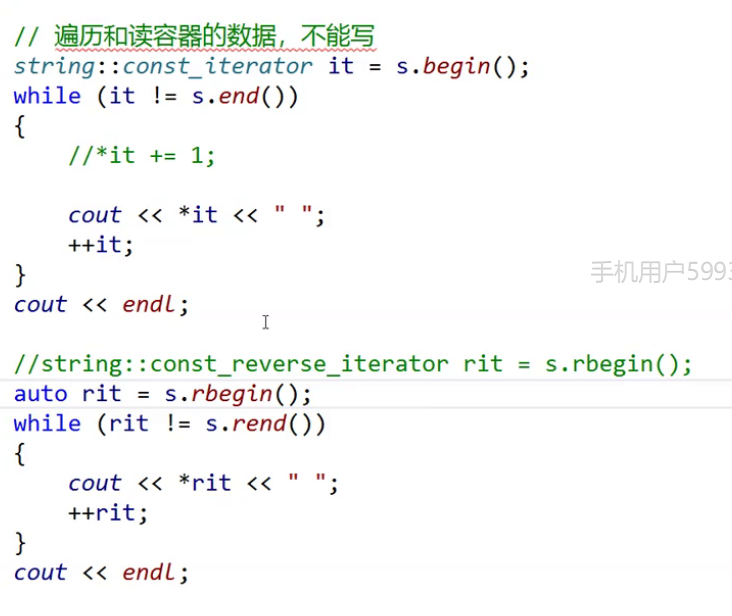 // 遍历和读容器的数据，不能写
string::const_iterator it = s.begin();
while (it != s.end())
{
    //*it += 1;
    cout << *it << " ";
    ++it;
}
手机用户5993
cout << endl;
//string::const_reverse_iterator rit = s.rbegin();
auto rit = s.rbegin();
while (rit != s.rend())
{
    cout << *rit << " ";
    ++rit;
}
cout << endl;